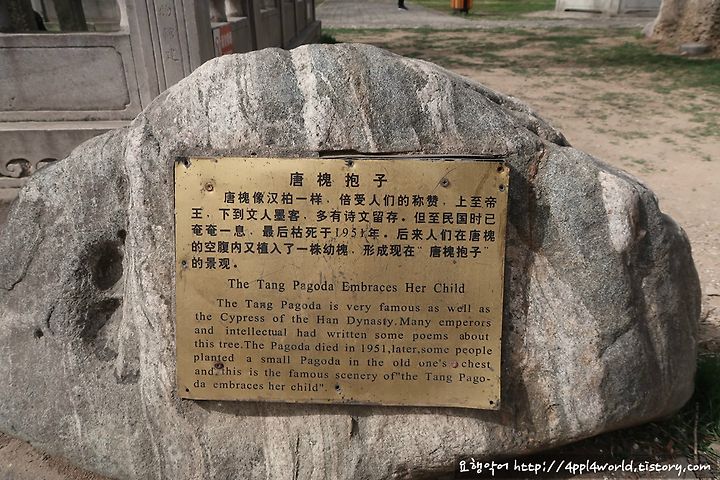 唐槐抱子
唐槐像汉柏一样，倍受人们的称赞，上至帝
王，下到文人墨客，多有诗文留存。但至民国时已
奄奄一息，最后枯死于1951年。后来人们在唐槐
的空腹内又植入了一株幼槐，形成现在“唐槐抱子”
的景观。
The Tang Pagoda Embraces Her Child
The Tang Pagoda is very famous as well as
the Cypress of the Han Dynasty.Many emperors
and intellectual had written some poems about
this tree.The Pagoda died in 1951,later,some people
planted a small Pagoda in the old one's chest
and this is the famous scenery of"the Tang Pago-
da embraces her child".
요행악어 http://4ppl4world.tistory.com